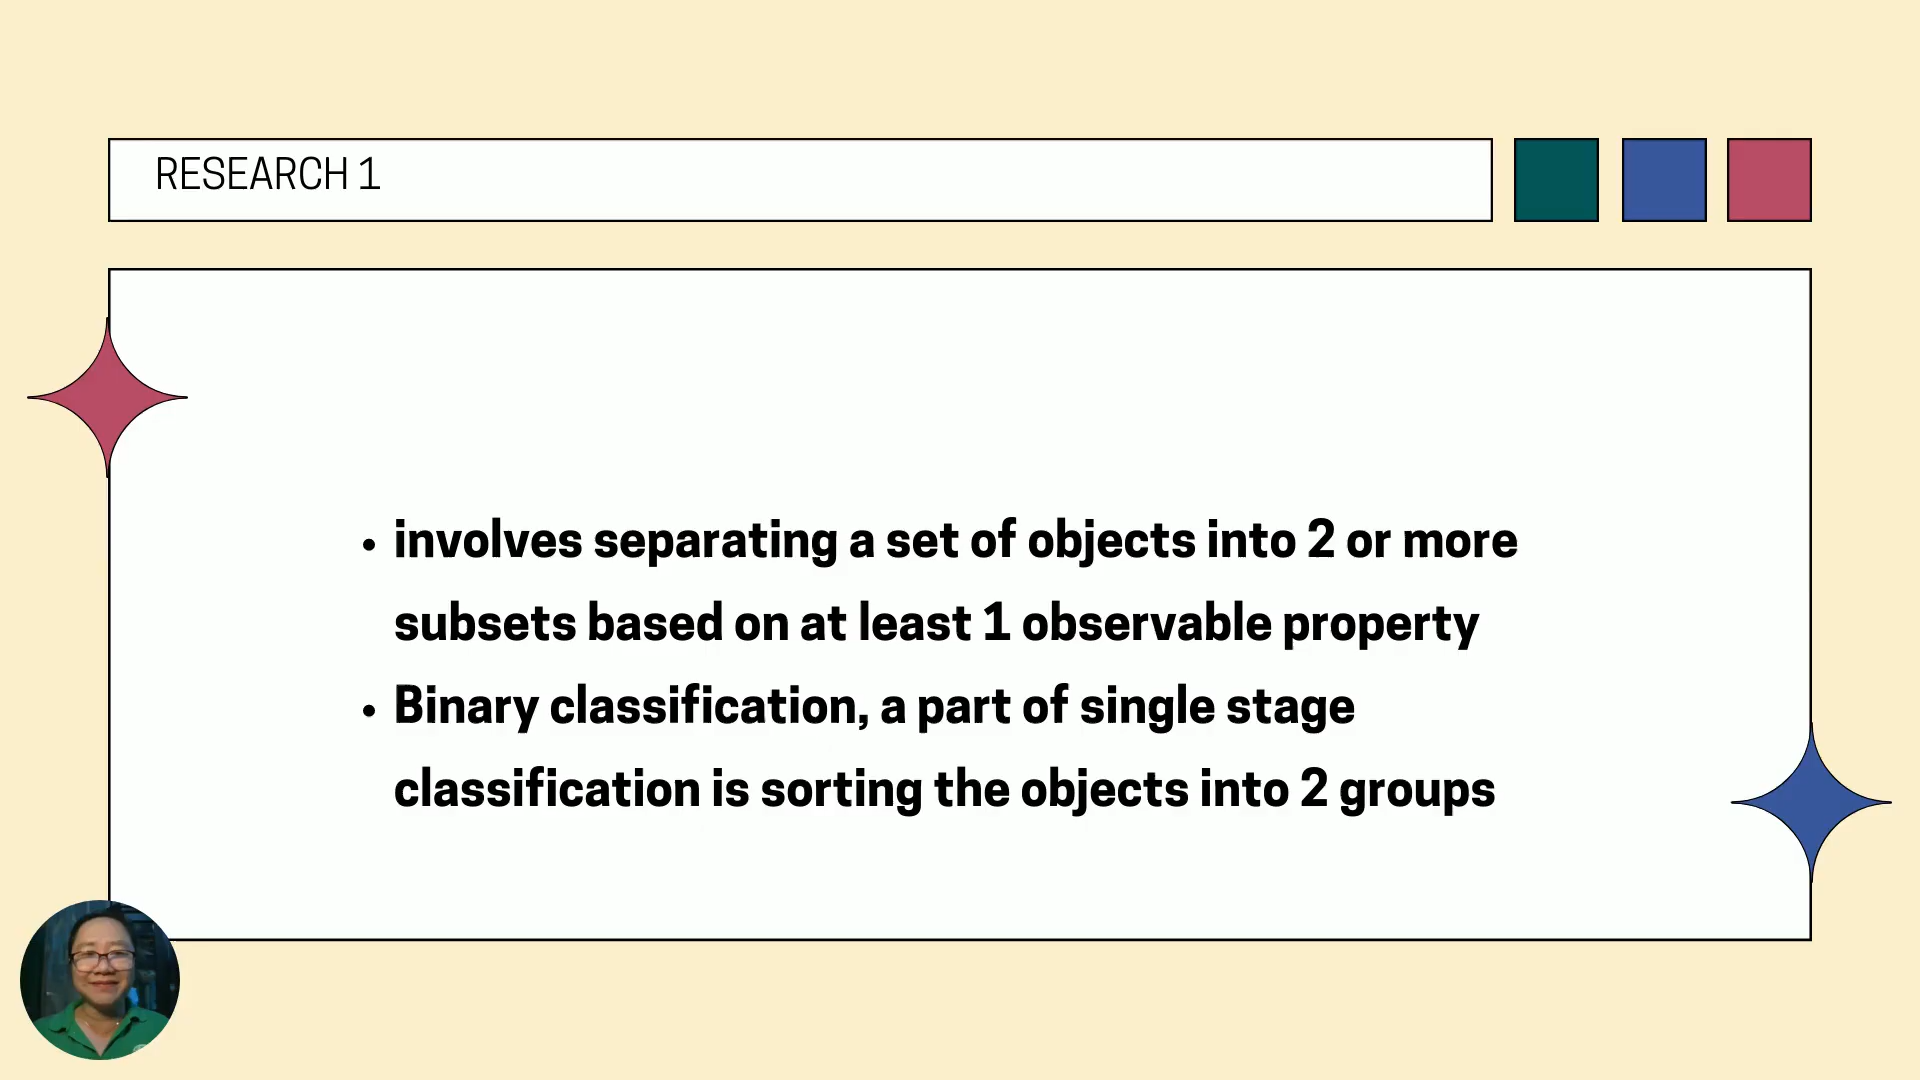 RESEARCH 1
• involves separating a set of objects into 2 or more
subsets based on at least 1 observable property
• Binary classification, a part of single stage
classification is sorting the objects into 2 groups